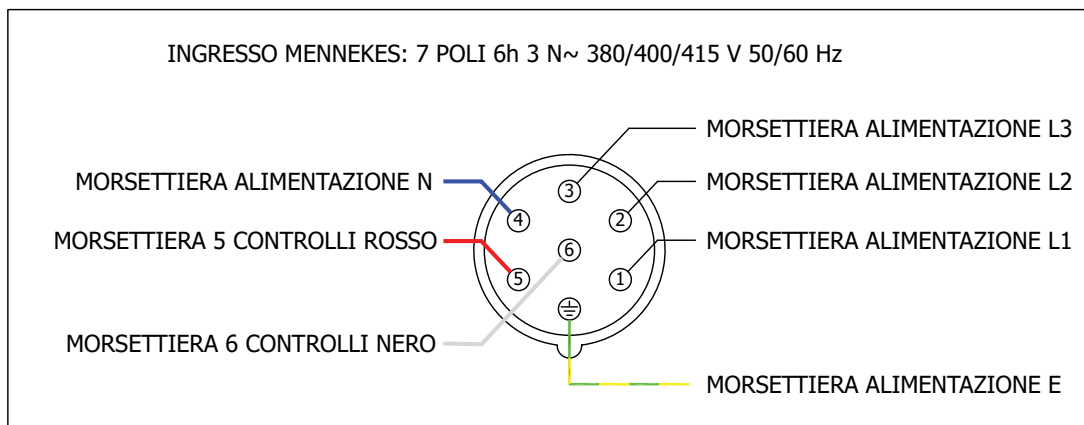 INGRESSO MENNEKES: 7 POLI 6h 3 N~ 380/400/415 V 50/60 Hz
MORSETTIERA ALIMENTAZIONE L3
MORSETTIERA ALIMENTAZIONE N
MORSETTIERA ALIMENTAZIONE L2
MORSETTIERA 5 CONTROLLI ROSSO
MORSETTIERA ALIMENTAZIONE L1
MORSETTIERA 6 CONTROLLI NERO
MORSETTIERA ALIMENTAZIONE E
3
4
2
6
5
1